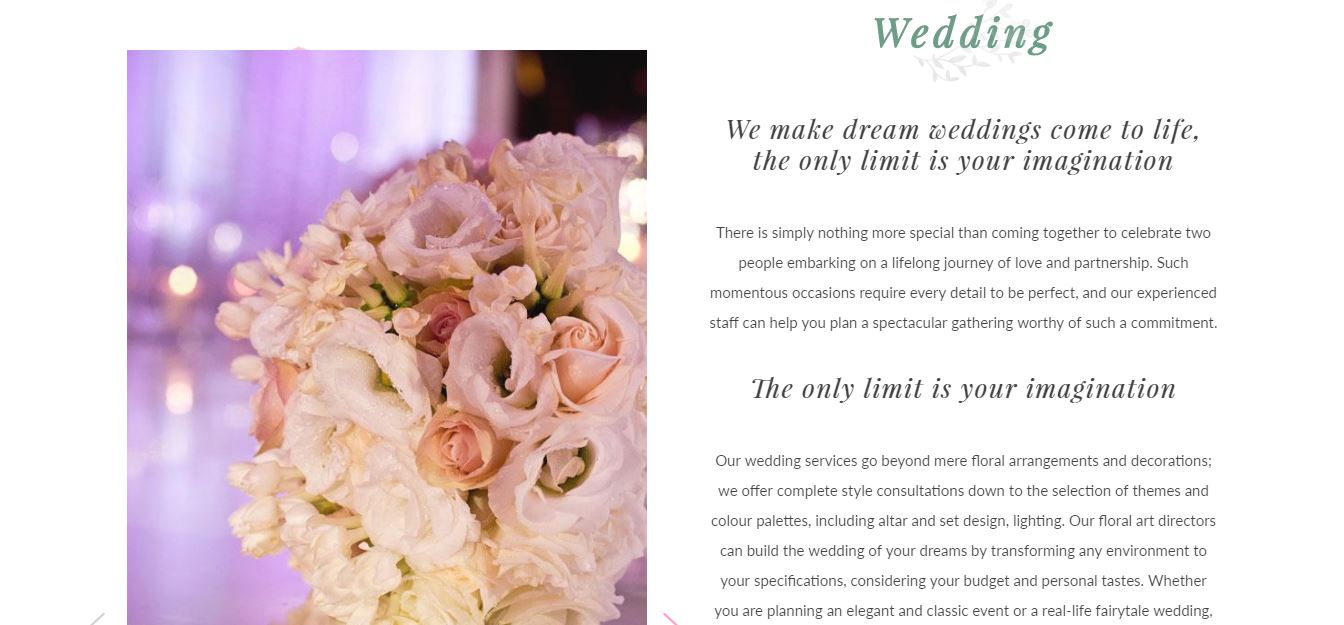 Wedding
We make dream weddings come to life,
the only limit is your imagination
There is simply nothing more special than coming together to celebrate two
people embarking on a lifelong journey of love and partnership. Such
momentous occasions require every detail to be perfect, and our experienced
staff can help you plan a spectacular gathering worthy of such a commitment.
The only limit is your imagination
Our wedding services go beyond mere floral arrangements and decorations;
we offer complete style consultations down to the selection of themes and
colour palettes, including altar and set design, lighting. Our floral art directors
can build the wedding of your dreams by transforming any environment to
your specifications, considering your budget and personal tastes. Whether
you are planning an elegant and classic event or a real-life fairytale wedding,